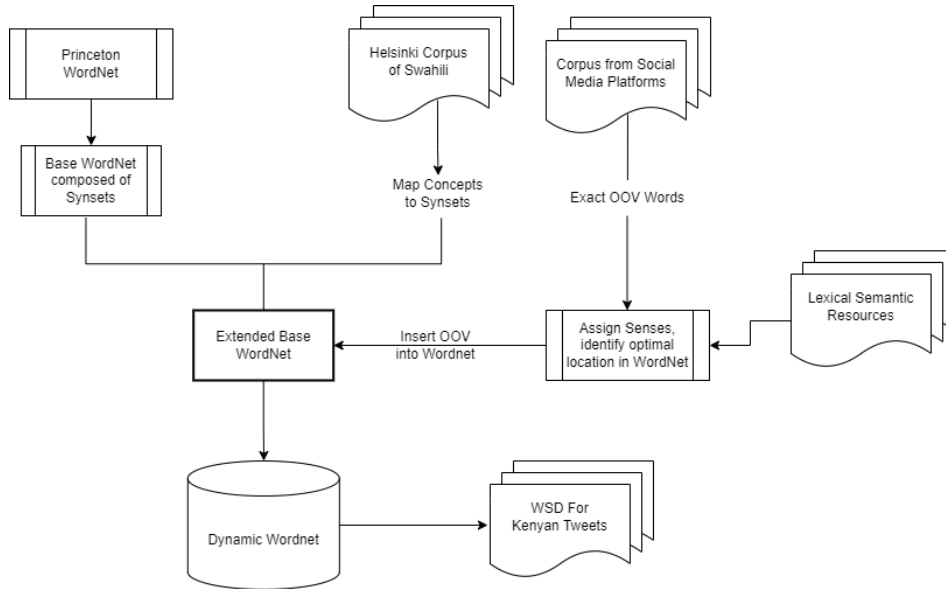 Princeton
WordNet
Helsinki Corpus
of Swahili
Corpus from Social
Media Platforms
Base WordNet
composed of
Synsets
Map Concepts
to Synsets
Exact OOV Words
Lexical Semantic
Resources
Extended Base
WordNet
Insert OOV
into Wordnet
Assign Senses,
identify optimal
location in WordNet
Dynamic Wordnet
WSD For
Kenyan Tweets